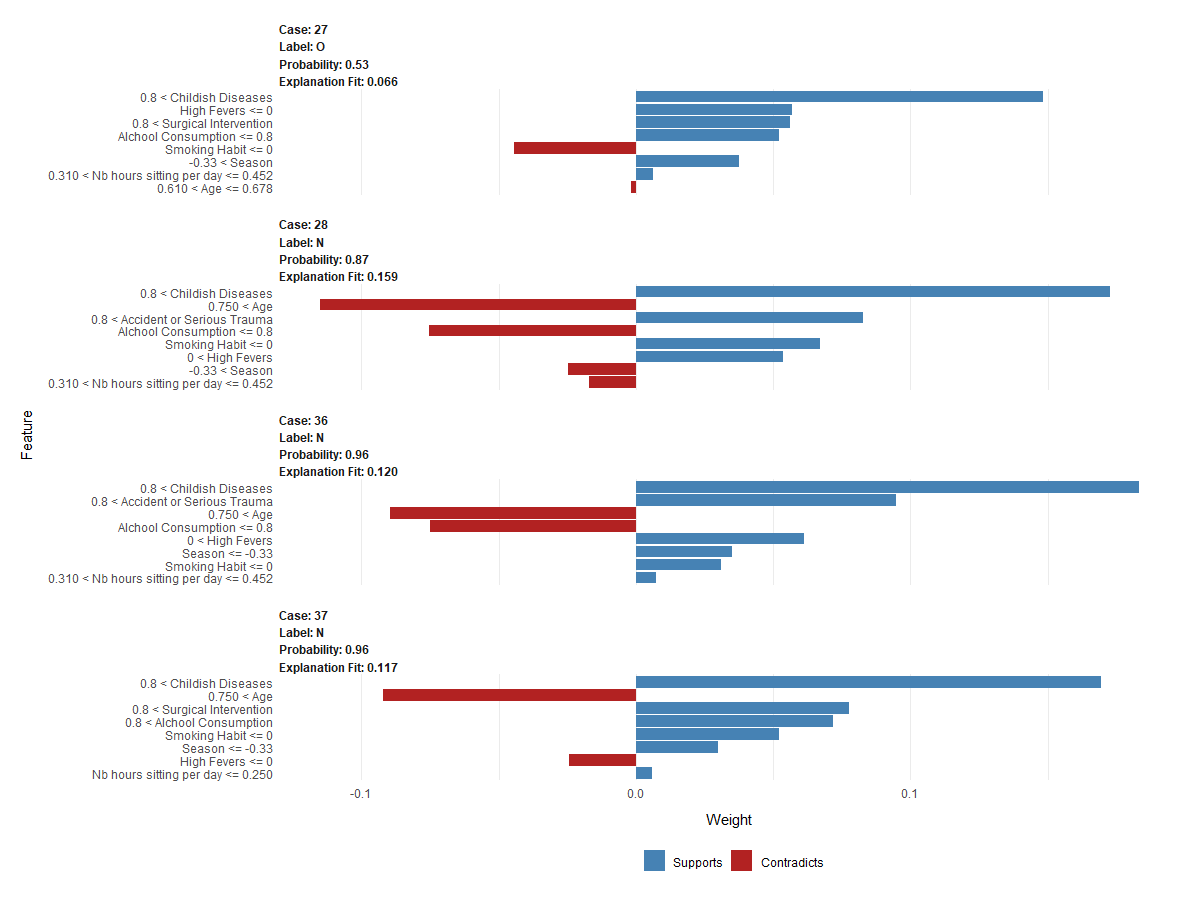 Case: 27
Label: O
Probability: 0.53
Explanation Fit: 0.066
0.8 < Childish Diseases
High Fevers <= 0
0.8 < Surgical Intervention
Alchool Consumption <= 0.8
Smoking Habit <= 0
-0.33 < Season
0.310 < Nb hours sitting per day <= 0.452
0.610 < Age <= 0.678
Case: 28
Label: N
Probability: 0.87
Explanation Fit: 0.159
0.8 < Childish Diseases
0.750 < Age
0.8 < Accident or Serious Trauma
Alchool Consumption <= 0.8
Smoking Habit <= 0
0 < High Fevers
-0.33 < Season
0.310 < Nb hours sitting per day <= 0.452
Feature
Case: 36
Label: N
Probability: 0.96
Explanation Fit: 0.120
0.8 < Childish Diseases
0.8 < Accident or Serious Trauma
0.750 < Age
Alchool Consumption <= 0.8
0 < High Fevers
Season <= -0.33
Smoking Habit <= 0
0.310 < Nb hours sitting per day <= 0.452
Case: 37
Label: N
Probability: 0.96
Explanation Fit: 0.117
0.8 < Childish Diseases
0.750 < Age
0.8 < Surgical Intervention
0.8 < Alchool Consumption
Smoking Habit <= 0
Season <= -0.33
High Fevers <= 0
Nb hours sitting per day <= 0.250
-0.1 0.0 0.1
Weight
Supports Contradicts